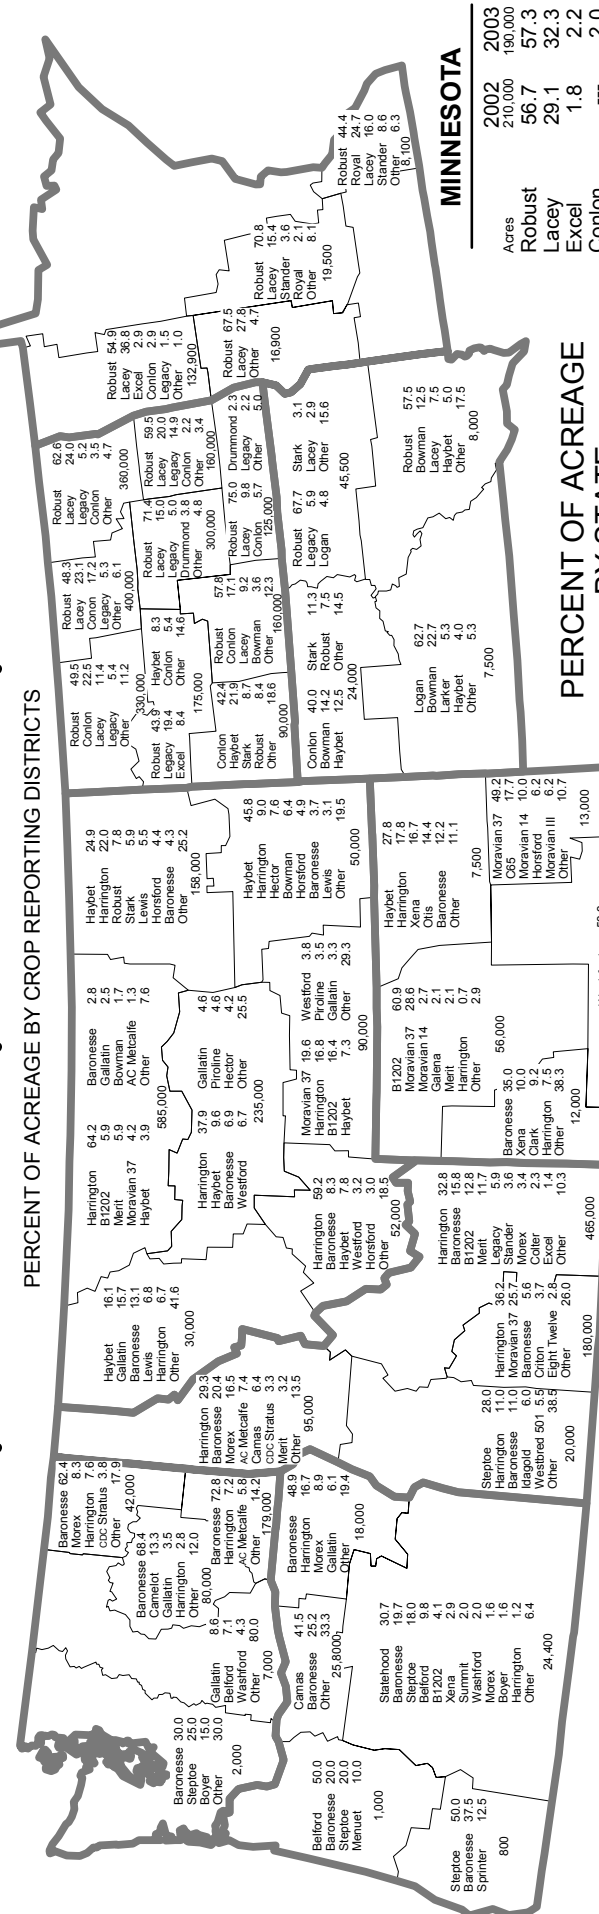 PERCENT OF ACREAGE BY CROP REPORTING DISTRICTS
Baronesse 30.0
Steptoe 25.0
Boyer 15.0
Other 30.0
2,000
Gallatin 8.6
Belford 7.1
Washford 4.3
Other 80.0
7,000
Baronesse 62.4
Morex 8.3
Harrington 7.6
CDC Stratus 3.8
Other 17.9
42,000
Baronesse 68.4
Camelot 13.3
Gallatin 3.5
Harrington 2.8
Other 12.0
80,000
Baronesse 72.8
Harrington 7.2
AC Metcalfe 5.8
Other 14.2
179,000
Belford 50.0
Baronesse 20.0
Steptoe 20.0
Menuet 10.0
1,000
Camas 41.5
Baronesse 25.2
Other 33.3
25,8000
Baronesse 48.9
Harrington 16.7
Morex 8.9
Gallatin 6.1
Other 19.4
18,000
Steptoe 50.0
Baronesse 37.5
Sprinter 12.5
800
Statehood 30.7
Baronesse 19.7
Steptoe 18.0
Belford 9.8
B1202 4.1
Xena 2.9
Summit 2.0
Washford 2.0
Morex 1.6
Boyer 1.6
Harrington 1.2
Other 6.4
24,400
Harrington 29.3
Baronesse 20.4
Morex 16.5
AC Metcalfe 7.4
Camas 6.4
CDC Stratus 3.3
Merit 3.2
Other 13.5
95,000
Steptoe 28.0
Harrington 11.0
Baronesse 11.0
Idagold 6.0
Westbred 501 5.5
Other 38.5
20,000
Harrington 36.2
Moravian 37 25.7
Baronesse 5.6
Criton 3.7
Eight Twelve 2.8
Other 26.0
180,000
Harrington 32.8
Baronesse 15.8
B1202 12.8
Merit 11.7
Legacy 5.9
Stander 3.6
Morex 3.4
Colter 2.3
Excel 1.4
Other 10.3
465,000
Haybet 16.1
Gallatin 15.7
Baronesse 13.1
Lewis 6.8
Harrington 6.7
Other 41.6
30,000
Harrington 64.2
B1202 5.9
Merit 5.9
Moravian 37 4.2
Haybet 3.9
Baronesse 2.8
Gallatin 2.5
Bowman 1.7
AC Metcalfe 1.3
Other 7.6
585,000
Haybet 24.9
Harrington 22.0
Robust 7.8
Stark 5.9
Lewis 5.5
Horsford 4.4
Baronesse 4.3
Other 25.2
158,000
Harrington 37.9
Haybet 9.6
Baronesse 6.9
Westford 6.7
Gallatin 4.6
Piroline 4.6
Hector 4.2
Other 25.5
235,000
Harrington 59.2
Baronesse 8.3
Haybet 7.8
Westford 3.2
Horsford 3.0
Other 18.5
52,000
Moravian 37 19.6
Harrington 16.8
B1202 16.4
Haybet 7.3
Westford 3.8
Piroline 3.5
Gallatin 3.3
Other 29.3
90,000
Haybet 45.8
Harrington 9.0
Hector 7.6
Bowman 6.4
Horsford 4.9
Baronesse 3.7
Lewis 3.1
Other 19.5
50,000
Baronesse 35.0
Xena 10.0
Clark 9.2
Harrington 7.5
Other 38.3
12,000
B1202 60.9
Moravian 37 28.6
Moravian 14 2.7
Galena 2.1
Merit 2.1
Harrington 0.7
Other 2.9
56,000
Haybet 27.8
Harrington 17.8
Xena 16.7
Otis 14.4
Baronesse 12.2
Other 11.1
7,500
Moravian 37 49.2
C65 17.7
Moravian 14 10.0
Horsford 6.2
Moravian III 6.2
Other 10.7
13,000
Robust 49.5
Conlon 22.5
Lacey 11.4
Legacy 5.4
Other 11.2
330,000
Robust 48.3
Lacey 23.1
Conon 17.2
Legacy 5.3
Other 6.1
400,000
Robust 62.6
Lacey 24.0
Legacy 5.2
Conlon 3.5
Other 4.7
360,000
Robust 43.9
Legacy 19.4
Excel 8.4
Haybet 8.3
Conlon 5.4
Other 14.6
175,000
Robust 71.4
Lacey 15.0
Legacy 5.0
Drummond 3.8
Other 4.8
300,000
Robust 59.5
Lacey 20.0
Legacy 14.9
Conlon 2.2
Other 3.4
160,000
Conlon 42.4
Haybet 21.9
Stark 8.7
Robust 8.4
Other 18.6
90,000
Robust 57.8
Conlon 17.1
Lacey 9.2
Bowman 3.6
Other 12.3
160,000
Robust 75.0
Lacey 9.8
Conlon 5.7
Drummond 2.3
Legacy 2.2
Other 5.0
125,000
Conlon 40.0
Bowman 14.2
Haybet 12.5
Stark 11.3
Robust 7.5
Other 14.5
24,000
Robust 67.7
Legacy 5.9
Logan 4.8
Stark 3.1
Lacey 2.9
Other 15.6
45,500
Logan 62.7
Bowman 22.7
Larker 5.3
Haybet 4.0
Other 5.3
7,500
Robust 57.5
Bowman 12.5
Lacey 7.5
Haybet 5.0
Other 17.5
8,000
Robust 54.9
Lacey 36.8
Excel 2.9
Conlon 2.9
Legacy 1.5
Other 1.0
132,900
Robust 67.5
Lacey 27.8
Other 4.7
16,900
Robust 70.8
Lacey 15.4
Stander 3.6
Royal 2.1
Other 8.1
19,500
Robust 44.4
Royal 24.7
Lacey 16.0
Stander 8.6
Other 6.3
8,100
PERCENT OF ACREAGE
MINNESOTA
2002 2003
Acres 210,000 190,000
Robust 56.7 57.3
Lacey 29.1 32.3
Excel 1.8 2.2
Conlon --- 2.0